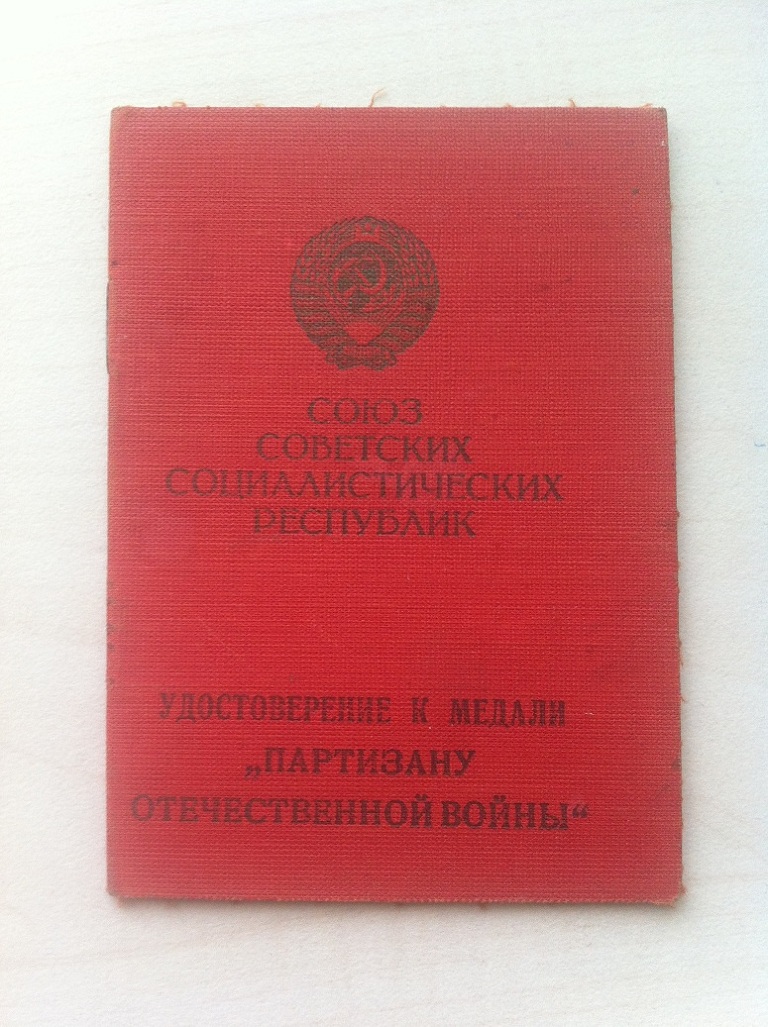 СОЮЗ
СОВЕТСКИХ
СОЦИАЛИСТИЧЕСКИХ
РЕСПУБЛИК
УДОСТОВЕРЕНИЕ К МЕДАЛИ
„ПАРТИЗАНУ
ОТЕЧЕСТВЕННОЙ ВОЙНЫ“